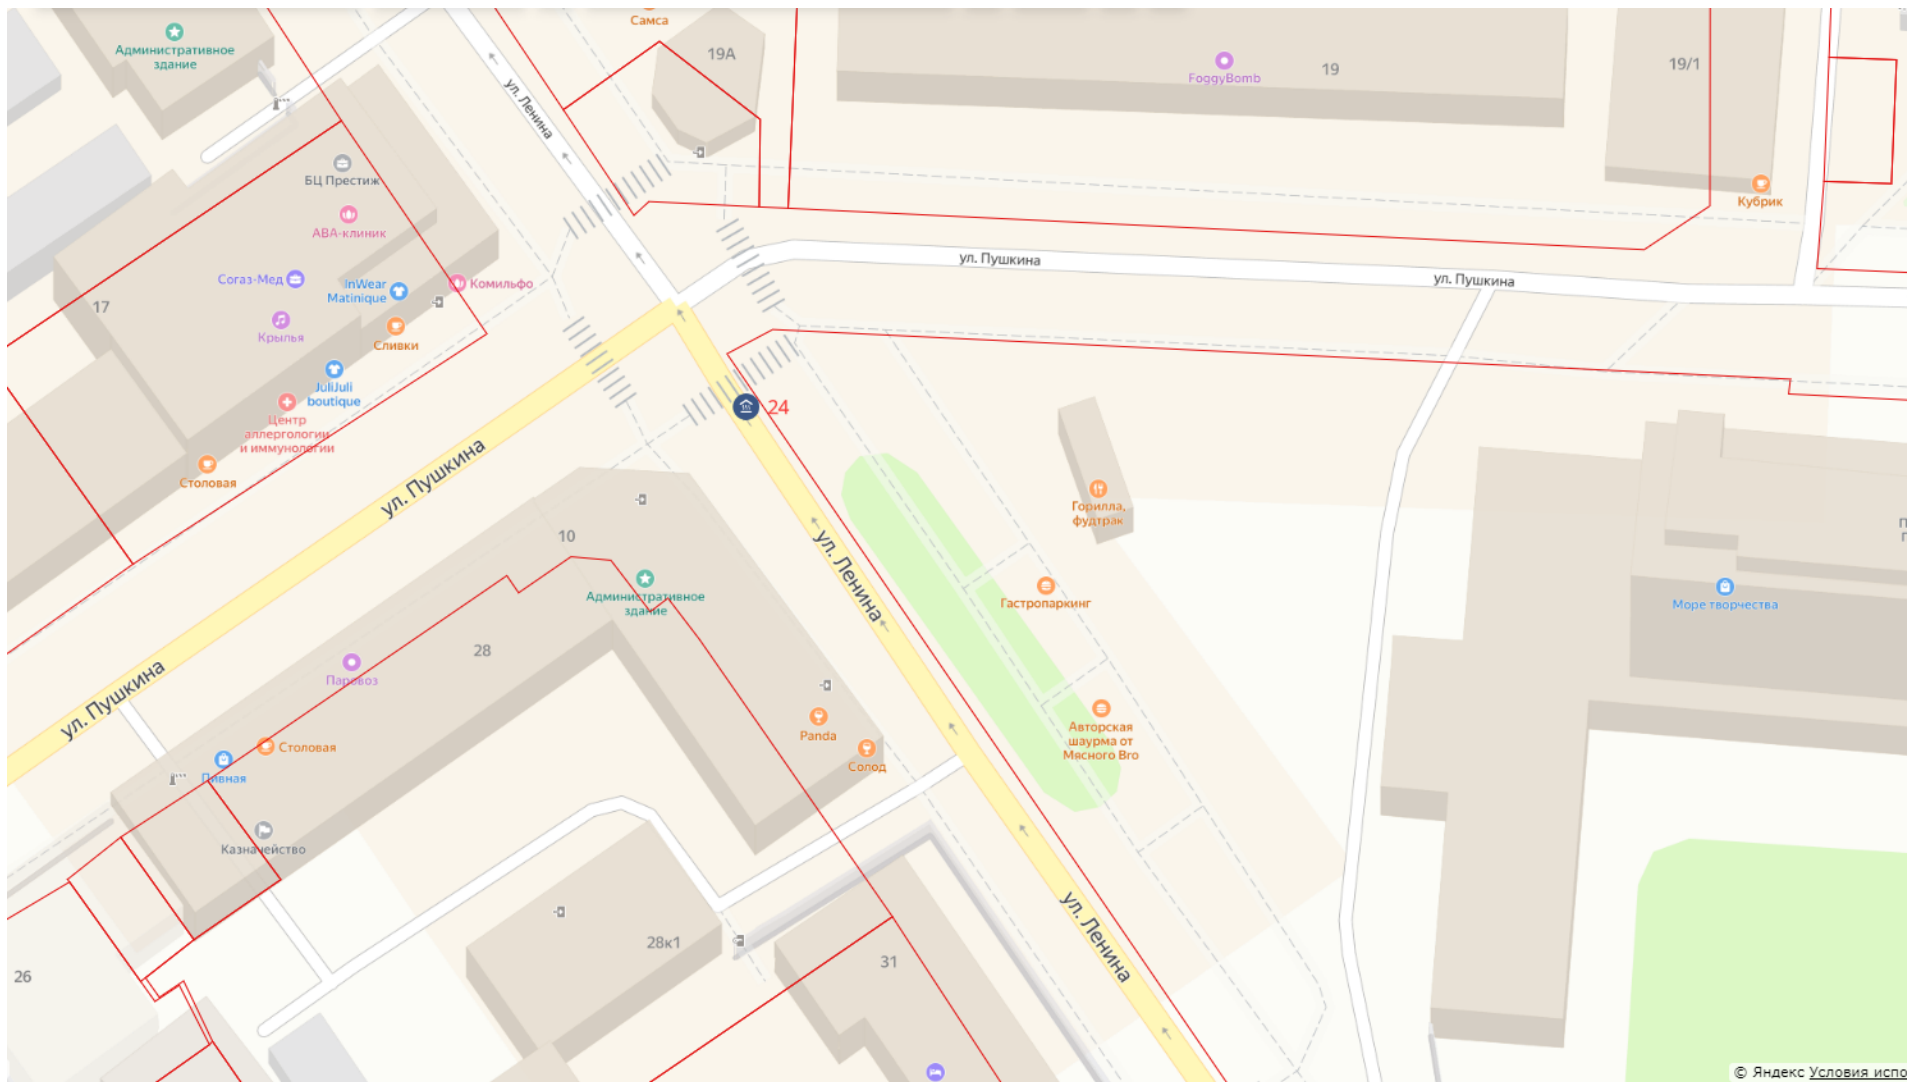 Самса
Административное
здание
19А
FoggyBomb
19
19/1
ул. Ленина
БЦ Престиж
АВА-клиник
Кубрик
ул. Пушкина
ул. Пушкина
Согаз-Мед
InWear
Matinique
Комильфо
17
Крылья
Сливки
JuliJuli
boutique
24
Центр
аллергологии
и иммунологии
Столовая
ул. Пушкина
Горилла,
фудтрак
10
ул. Ленина
Административное
здание
Гастропаркинг
Море творчества
28
Паровоз
ул. Пушкина
Panda
Авторская
шаурма от
Мясного Bro
Столовая
Солод
Пивная
Казначейство
28к1
31
26
ул. Ленина
© Яндекс Условия испо